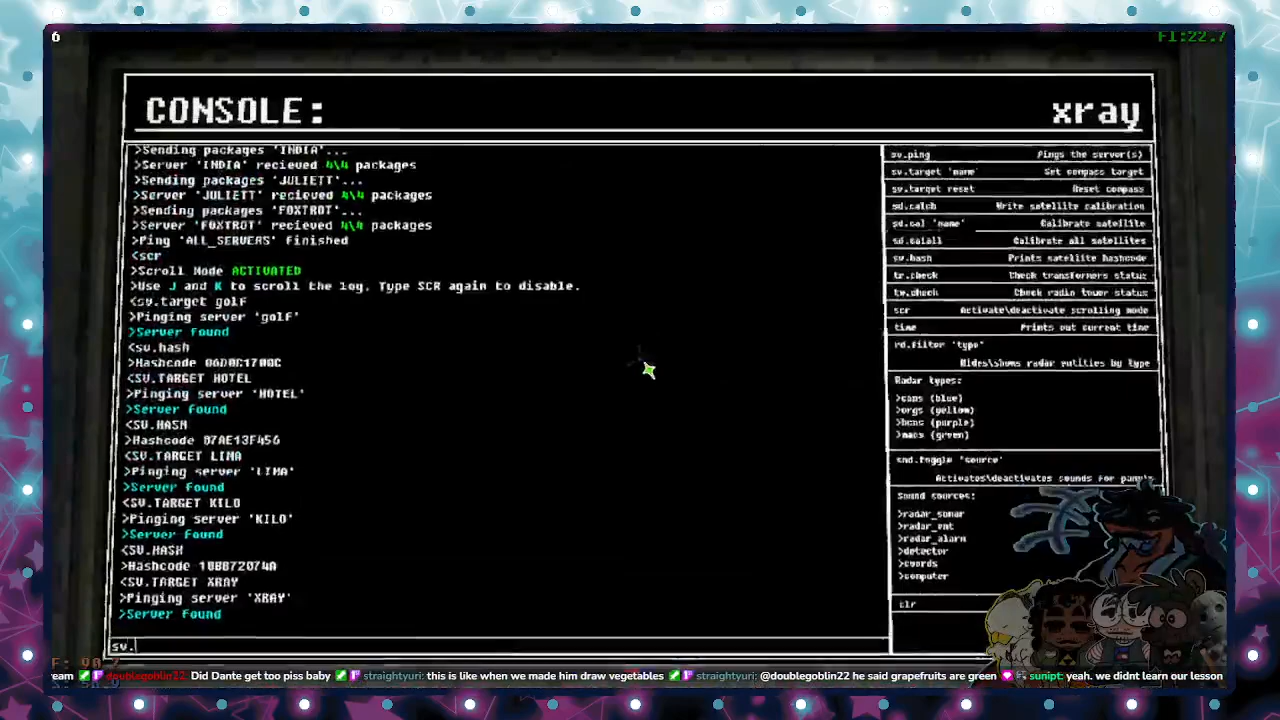 6
F1:22.7
CONSOLE:
xray
>Sending packages 'INDIA'...
>Server 'INDIA' recieved 4\4 packages
>Sending packages 'JULIETT'...
>Server 'JULIETT' recieved 4\4 packages
>Sending packages 'FOXTROT'...
>Server 'FOXTROT' recieved 4\4 packages
>Ping 'ALL_SERVERS' Finished
<scr
>Scroll Mode ACTIVATED
>Use J and K to scroll the log, Type SCR again to disable.
<sv.target golf
>Pinging server 'golf'
>Server found
<sv.hash
>Hashcode 06D0C1700C
<SV.TARGET HOTEL
>Pinging server 'HOTEL'
>Server found
<SV.HASH
>Hashcode 07AE13F456
<SV.TARGET LIMA
>Pinging server 'LIMA'
>Server found
<SV.TARGET KILO
>Pinging server 'KILO'
>Server found
<SV.HASH
>Hashcode
<SV.TARGET XRAY
>Pinging server 'XRAY'
>Server found
sv.
sv.ping Pings the server(s)
sv.target 'name' Set compass target
sv.target reset Reset compass
sd.calcb Write satellite calibration
sd.cal 'name' Calibrate satellite
sd.calall Calibrate all satellites
sv.hash Prints satellite hashcode
tr.check Check transformers status
tw.check Check radio tower status
scr Activate\deactivate scrolling mode
time Prints out current time
rd.filter 'type'
Hides\shows radar entities by type
Radar types:
(blue)
>orgs (yellow)
(purple)
(green)
snd.toggle 'source'
Activates\deactivates sounds for
Sound sources:
>radar_sonar
>radar_ent
>radar_alarm
>detector
>coords
>computer
clr
F: 90.7
eam doublegoblin22: Did Dante get too piss baby straightyuri: this is like when we made him draw vegetables straightyuri: @doublegoblin22 he said grapefruits are green sunipt: yeah. we didnt learn our lesson